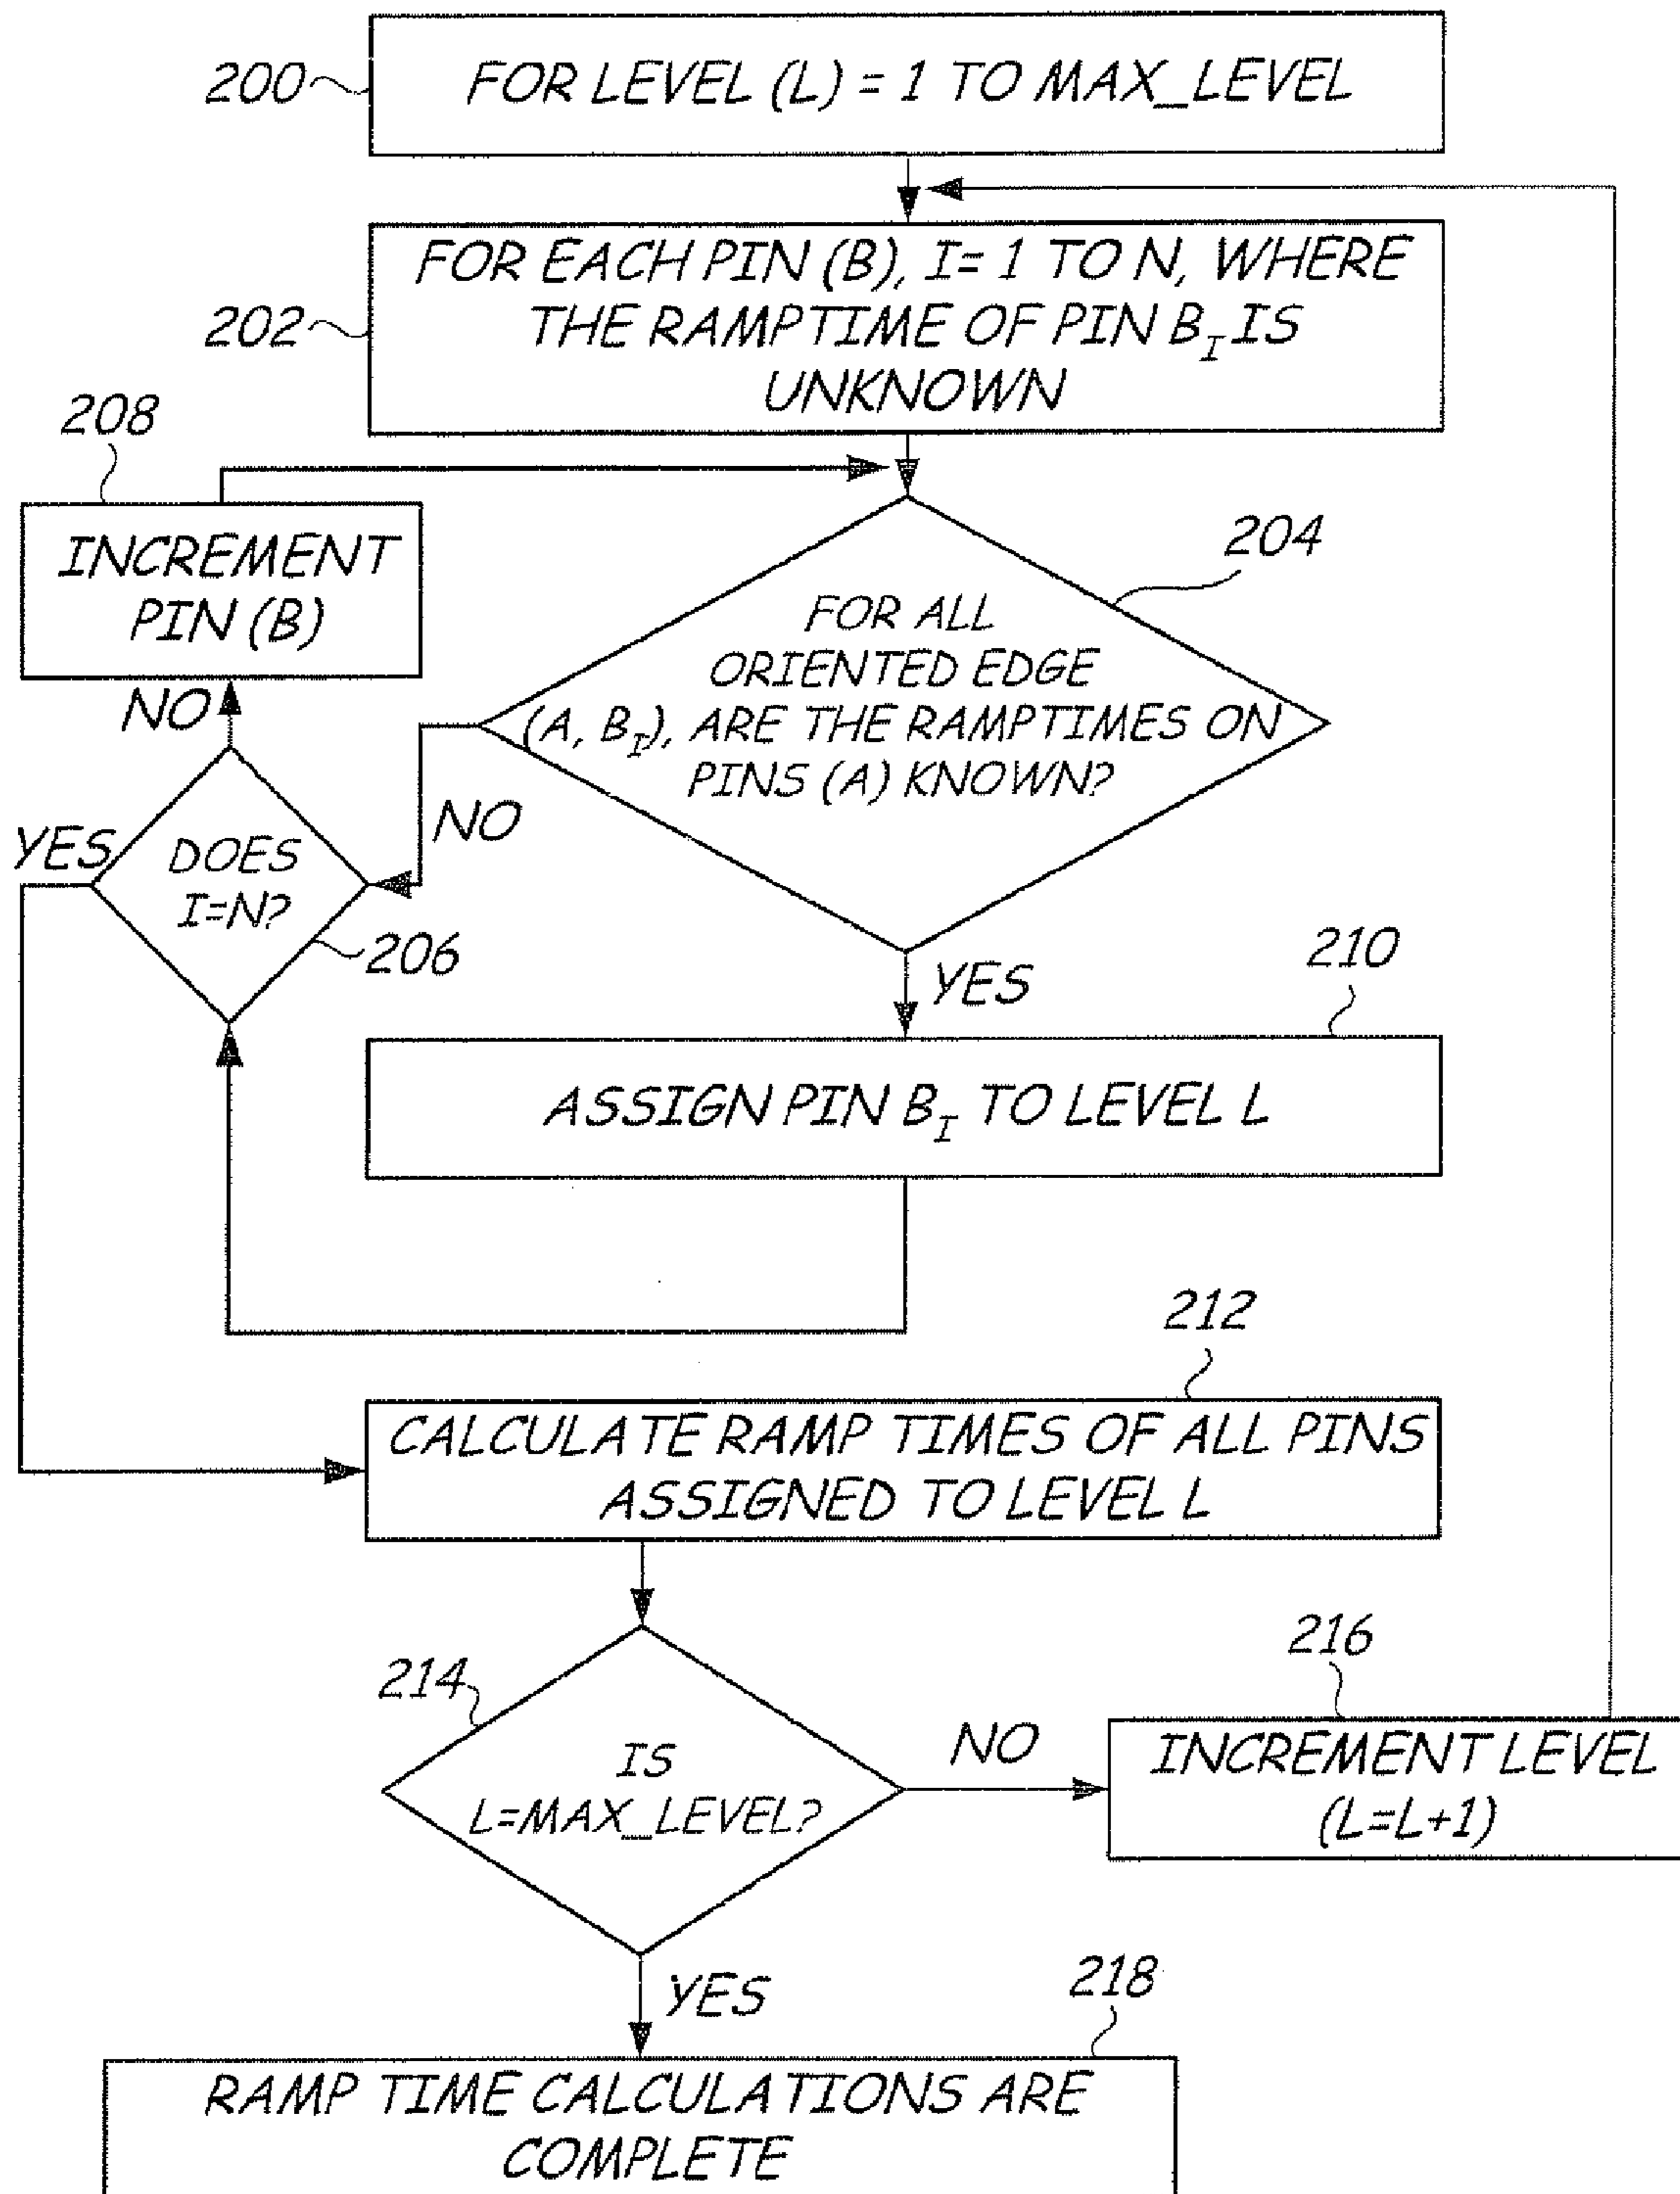 200
FOR LEVEL (L) = 1 TO MAX_LEVEL
202
FOR EACH PIN (B), I= 1 TO N, WHERE
THE RAMPTIME OF PIN B_I IS
UNKNOWN
208
INCREMENT
PIN (B)
204
FOR ALL
ORIENTED EDGE
(A, B_I), ARE THE RAMPTIMES ON
PINS (A) KNOWN?
NO
NO
YES
DOES
I=N?
206
YES
210
ASSIGN PIN B_I TO LEVEL L
212
CALCULATE RAMP TIMES OF ALL PINS
ASSIGNED TO LEVEL L
214
IS
L=MAX_LEVEL?
NO
216
INCREMENT LEVEL
(L=L+1)
YES
218
RAMP TIME CALCULATIONS ARE
COMPLETE